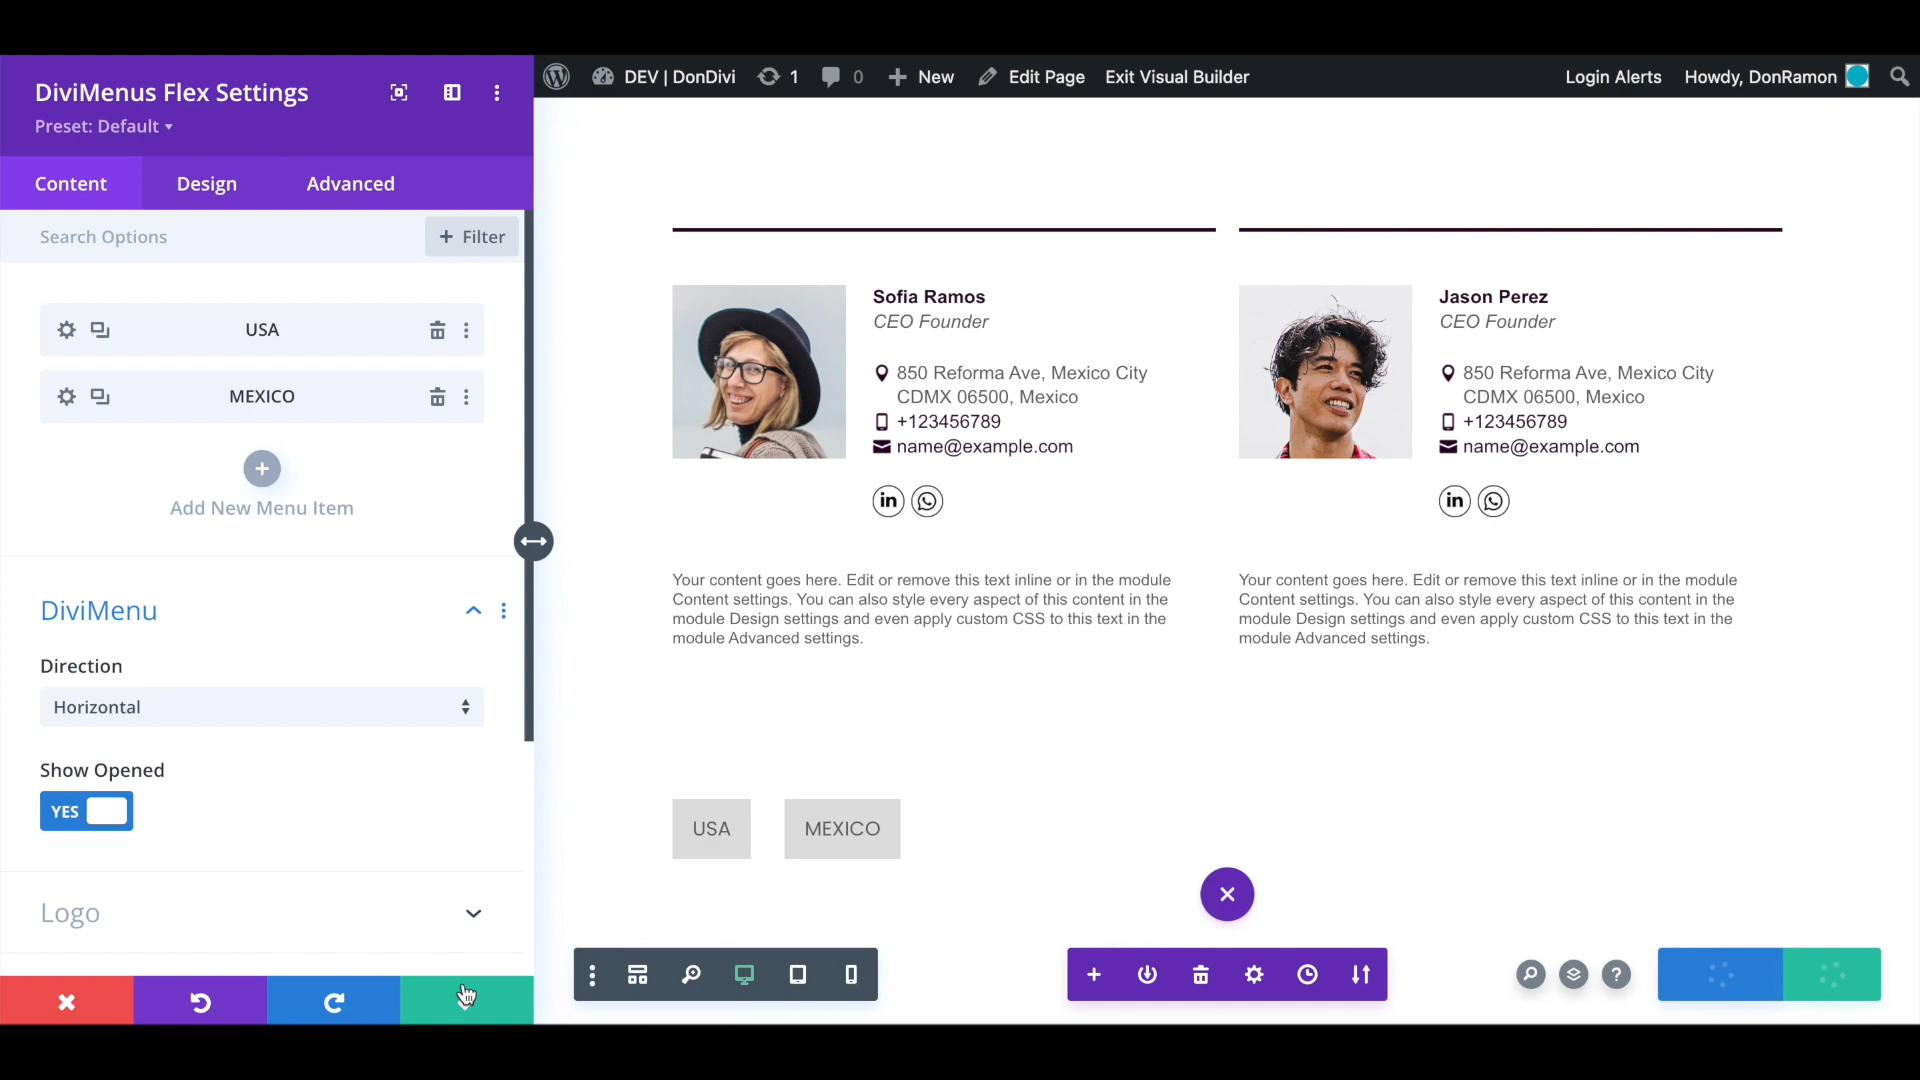 DiviMenus Flex Settings
Preset: Default
Content Design Advanced
Search Options
+ Filter
USA
MEXICO
Add New Menu Item
DiviMenu
Direction
Horizontal
Show Opened
YES
Logo
DEV | DonDivi 1 0 New Edit Page Exit Visual Builder Login Alerts Howdy, DonRamon
Sofia Ramos
CEO Founder
850 Reforma Ave, Mexico City
CDMX 06500, Mexico
+123456789
name@example.com
in
Your content goes here. Edit or remove this text inline or in the module
Content settings. You can also style every aspect of this content in the
module Design settings and even apply custom CSS to this text in the
module Advanced settings.
Jason Perez
CEO Founder
850 Reforma Ave, Mexico City
CDMX 06500, Mexico
+123456789
name@example.com
in
Your content goes here. Edit or remove this text inline or in the module
Content settings. You can also style every aspect of this content in the
module Design settings and even apply custom CSS to this text in the
module Advanced settings.
USA MEXICO
?